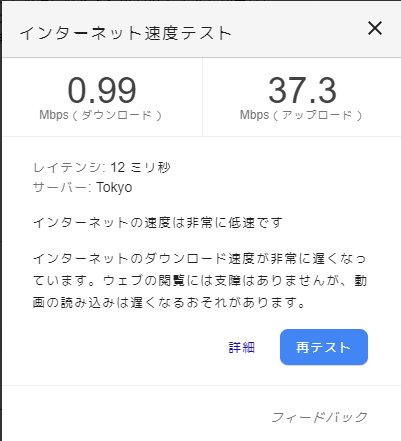 インターネット速度テスト
0.99
Mbps（ダウンロード）
37.3
Mbps（アップロード）
レイテンシ: 12 ミリ秒
サーバー: Tokyo
インターネットの速度は非常に低速です
インターネットのダウンロード速度が非常に遅くなっ
ています。ウェブの閲覧には支障はありませんが、動
画の読み込みは遅くなるおそれがあります。
詳細
再テスト
フィードバック